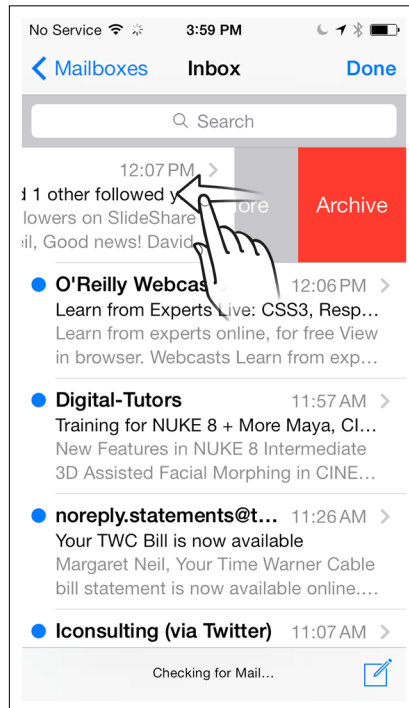 No Service 3:59 PM
Mailboxes Inbox Done
Search
12:07 PM
1 other followed
on SlideShare
Good news! David
Archive
O'Reilly 12:06 PM
Learn from Experts Live: CSS3, Resp...
Learn from experts online, for free View
in browser. Webcasts Learn from exp...
Digital-Tutors 11:57 AM
Training for NUKE 8 + More Maya, CI...
New Features in NUKE 8 Intermediate
3D Assisted Facial Morphing in CINE...
noreply.statements@t... 11:26 AM
Your TWC Bill is now available
Margaret Neil, Your Time Warner Cable
bill statement is now available online....
Iconsulting (via Twitter) 11:07 AM
Checking for Mail...